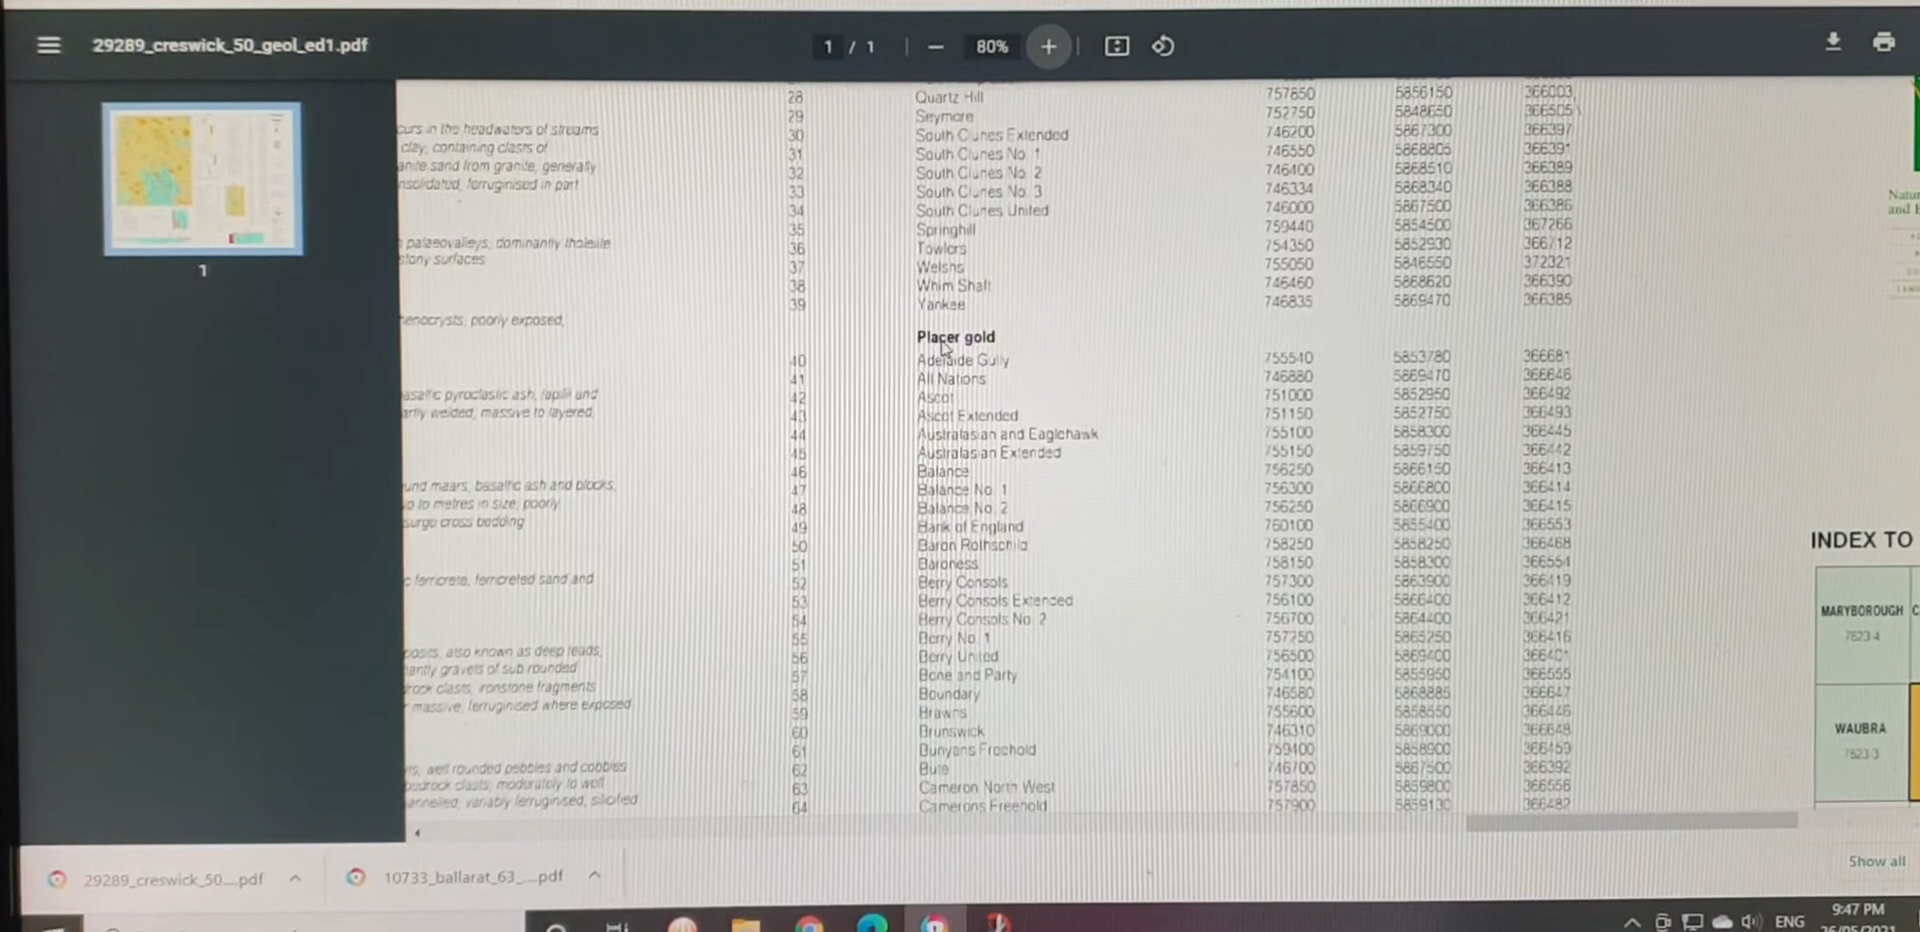 29289_creswick_50_geol_ed1.pdf
1 / 1
80%
1
curs in the headwaters of streams
clay, containing clasts of
anite sand from granite, generally
nsolidated, ferruginised in part
palaeovalleys, dominantly tholeiite
stony surfaces
enocrysts, poorly exposed,
asaltic pyroclastic ash, lapilli and
artly welded, massive to layered,
und maars, basaltic ash and blocks,
p to metres in size, poorly
surge cross bedding
c ferricrete, ferricreted sand and
posits, also known as deep leads,
antly gravels of sub rounded
rock clasts, ironstone fragments
massive, ferruginised where exposed
ts, well rounded pebbles and cobbles
bedrock clasts, moderately to well
annelled, variably ferruginised, silicified
28 Quartz Hill 757850 5856150 366003
29 Seymore 752750 5848650 366505
30 South Clunes Extended 746200 5867300 366397
31 South Clunes No. 1 746550 5868805 366391
32 South Clunes No. 2 746400 5868510 366389
33 South Clunes No. 3 746334 5868340 366388
34 South Clunes United 746000 5867500 366386
35 Springhill 759440 5854500 367266
36 Towlers 754350 5852930 366712
37 Welshs 755050 5846550 372321
38 Whim Shaft 746460 5868620 366390
39 Yankee 746835 5869470 366385
Placer gold
40 Adelaide Gully 755540 5853780 366681
41 All Nations 746880 5869470 366646
42 Ascot 751000 5852950 366492
43 Ascot Extended 751150 5852750 366493
44 Australasian and Eaglehawk 755100 5858300 366445
45 Australasian Extended 755150 5859750 366442
46 Balance 756250 5866150 366413
47 Balance No. 1 756300 5866800 366414
48 Balance No. 2 756250 5866900 366415
49 Bank of England 760100 5855400 366553
50 Baron Rothschild 758250 5858250 366468
51 Baroness 758150 5858300 366554
52 Berry Consols 757300 5863900 366419
53 Berry Consols Extended 756100 5866400 366412
54 Berry Consols No. 2 756700 5864400 366421
55 Berry No. 1 757250 5865250 366416
56 Berry United 756500 5869400 366401
57 Bone and Party 754100 5855950 366555
58 Boundary 746580 5868885 366647
59 Brawns 755600 5858550 366446
60 Brunswick 746310 5869000 366648
61 Bunyans Freehold 759400 5858900 366459
62 Bute 746700 5867500 366392
63 Cameron North West 757850 5859800 366556
64 Camerons Freehold 757900 5859130 366482
Natur
and
INDEX TO
MARYBOROUGH
7623 4
WAUBRA
7623 3
29289_creswick_50....pdf
10733_ballarat_63_....pdf
Show all
ENG
9:47 PM
26/05/2021